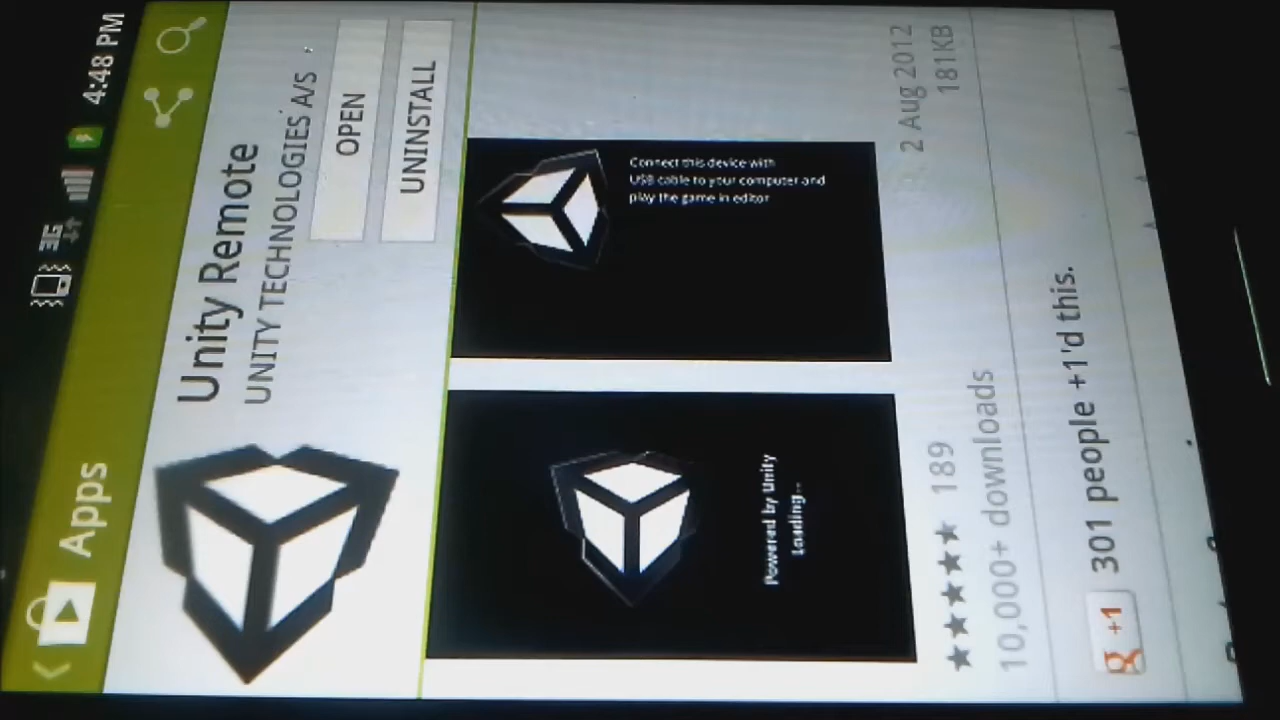 3G 4:48 PM
Apps
Unity Remote
UNITY TECHNOLOGIES A/S
OPEN
UNINSTALL
Powered by Unity
Loading...
Connect this device with
USB cable to your computer and
play the game in editor
★★★★★ 189
2 Aug 2012
10,000+ downloads
181KB
g +1 301 people +1'd this.